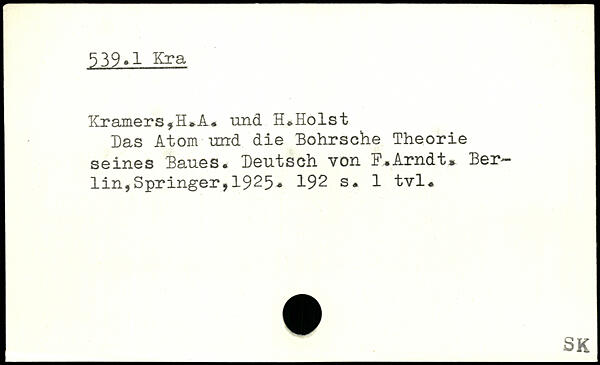 539.1 Kra
Kramers,H.A. und H.Holst
Das Atom und die Bohrsche Theorie
seines Baues. Deutsch von F.Arndt. Ber-
lin,Springer,1925. 192 s. 1 tvl.
SK